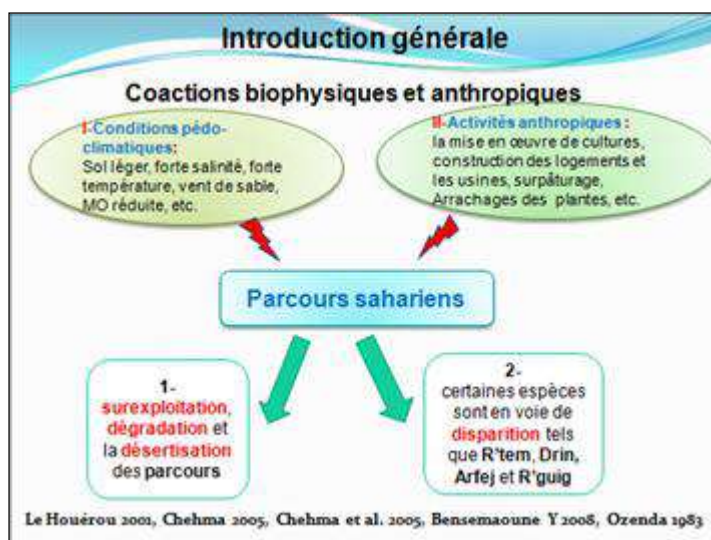 Introduction générale
Coactions biophysiques et anthropiques
I-Conditions pédo-
climatiques:
Sol léger, forte salinité, forte
température, vent de sable,
MO réduite, etc.
II-Activités anthropiques :
la mise en œuvre de cultures,
construction des logements et
les usines, surpâturage,
Arrachages des plantes, etc.
Parcours sahariens
1-
surexploitation,
dégradation et
la désertisation
des parcours
2-
certaines espèces
sont en voie de
disparition tels
que R'tem, Drin,
Arfej et R'guig
Le Houérou 2001, Chehma 2005, Chehma et al. 2005, Bensemaoune Y 2008, Ozenda 1983